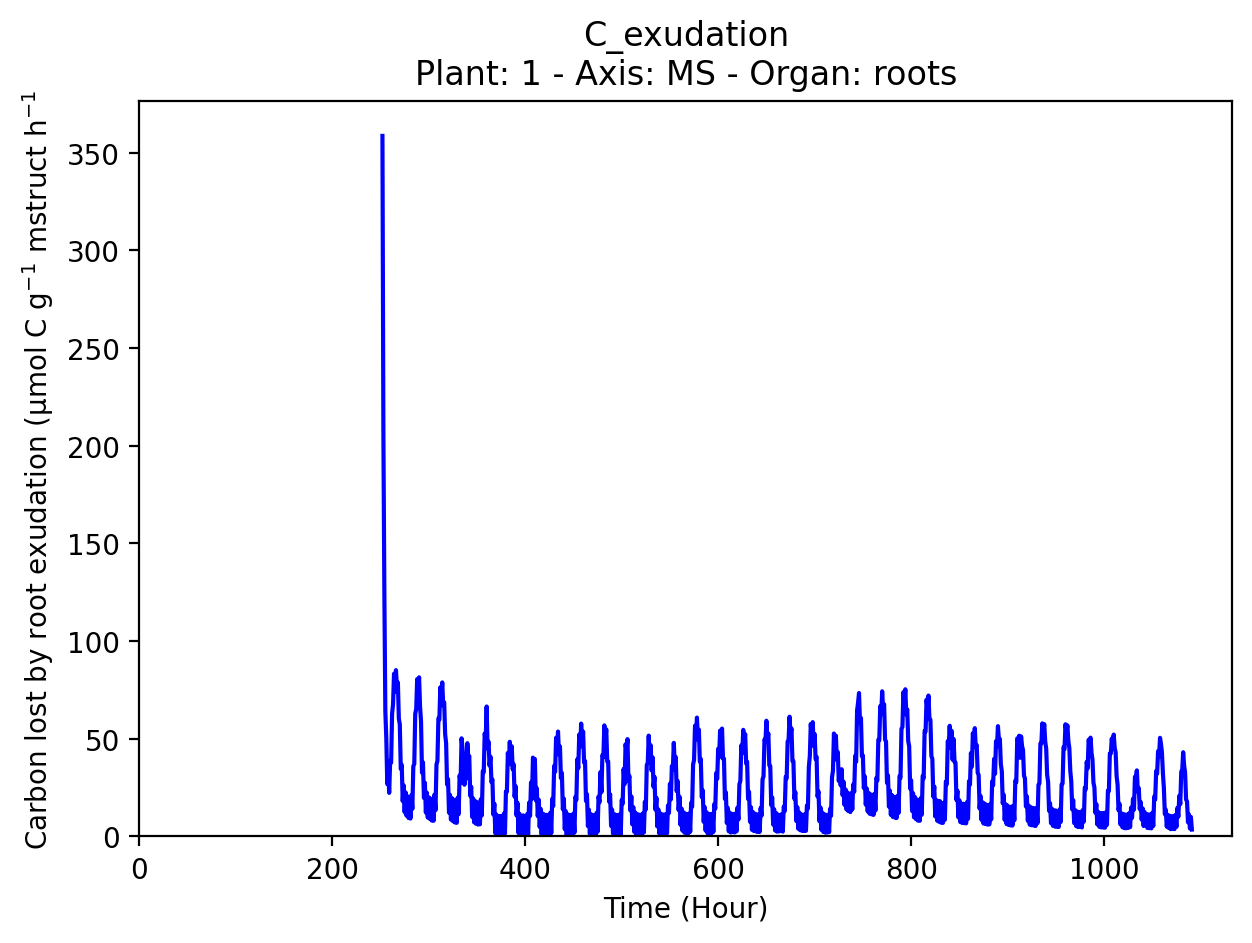 C_exudation
Plant: 1 - Axis: MS - Organ: roots
Carbon lost by root exudation (µmol C g⁻¹ mstruct h⁻¹
350
300
250
200
150
100
50
0
0 200 400 600 800 1000
Time (Hour)